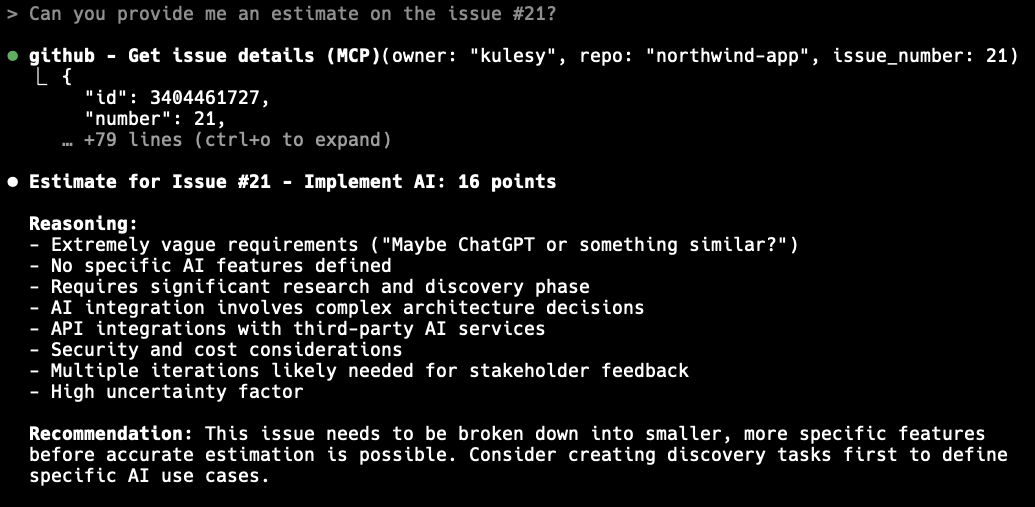 > Can you provide me an estimate on the issue #21?
● github - Get issue details (MCP)(owner: "kulesy", repo: "northwind-app", issue_number: 21)
└ {
"id": 3404461727,
"number": 21,
… +79 lines (ctrl+o to expand)
● Estimate for Issue #21 - Implement AI: 16 points
Reasoning:
- Extremely vague requirements ("Maybe ChatGPT or something similar?")
- No specific AI features defined
- Requires significant research and discovery phase
- AI integration involves complex architecture decisions
- API integrations with third-party AI services
- Security and cost considerations
- Multiple iterations likely needed for stakeholder feedback
- High uncertainty factor
Recommendation: This issue needs to be broken down into smaller, more specific features
before accurate estimation is possible. Consider creating discovery tasks first to define
specific AI use cases.